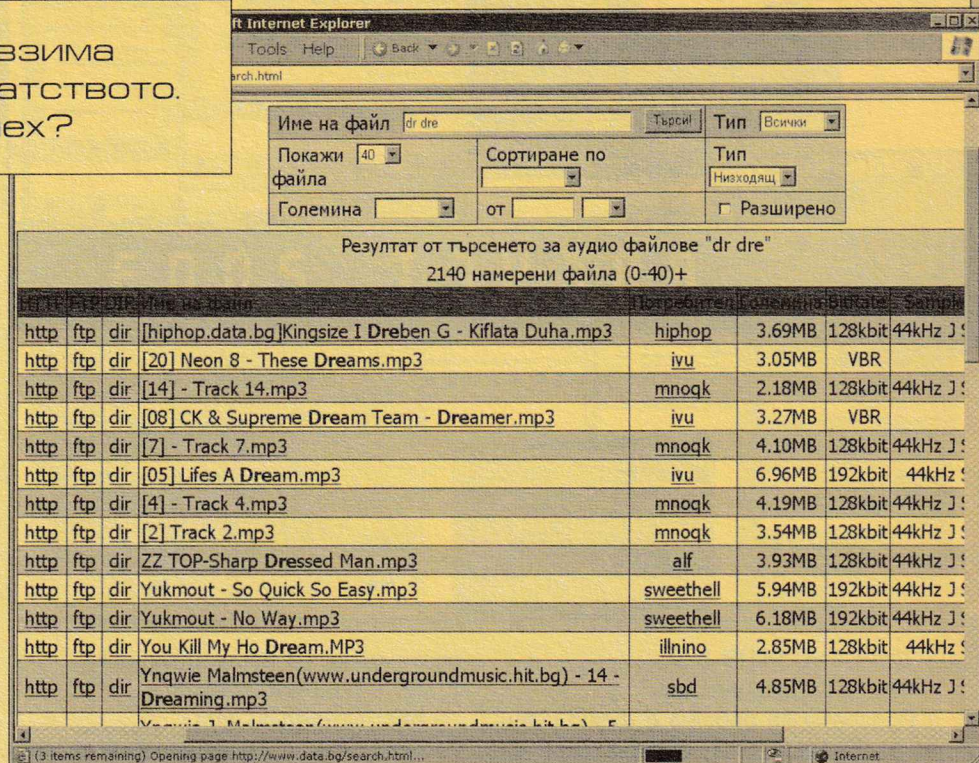 взима
атството.
ех?
ft Internet Explorer
Tools Help Back
arch.html
Име на файл dr dre Търси! Тип Всички
Покажи 40 файла
Сортиране по
Тип
Низходящ
Големина от Разширено
Резултат от търсенето за аудио файлове "dr dre"
2140 намерени файла (0-40)+
HTTP FTP DIR Име на файл Потребител Големина BitRate Sample
http ftp dir [hiphop.data.bg]Kingsize I Dreben G - Kiflata Duha.mp3 hiphop 3.69MB 128kbit 44kHz J S
http ftp dir [20] Neon 8 - These Dreams.mp3 ivu 3.05MB VBR
http ftp dir [14] - Track 14.mp3 mnoqk 2.18MB 128kbit 44kHz J S
http ftp dir [08] CK & Supreme Dream Team - Dreamer.mp3 ivu 3.27MB VBR
http ftp dir [7] - Track 7.mp3 mnoqk 4.10MB 128kbit 44kHz J S
http ftp dir [05] Lifes A Dream.mp3 ivu 6.96MB 192kbit 44kHz S
http ftp dir [4] - Track 4.mp3 mnoqk 4.19MB 128kbit 44kHz J S
http ftp dir [2] Track 2.mp3 mnoqk 3.54MB 128kbit 44kHz J S
http ftp dir ZZ TOP-Sharp Dressed Man.mp3 alf 3.93MB 128kbit 44kHz J S
http ftp dir Yukmout - So Quick So Easy.mp3 sweethell 5.94MB 192kbit 44kHz J S
http ftp dir Yukmout - No Way.mp3 sweethell 6.18MB 192kbit 44kHz J S
http ftp dir You Kill My Ho Dream.MP3 illnino 2.85MB 128kbit 44kHz S
http ftp dir Ynqwie Malmsteen(www.undergroundmusic.hit.bg) - 14 - Dreaming.mp3 sbd 4.85MB 128kbit 44kHz J S
(3 items remaining) Opening page http://www.data.bg/search.html... Internet